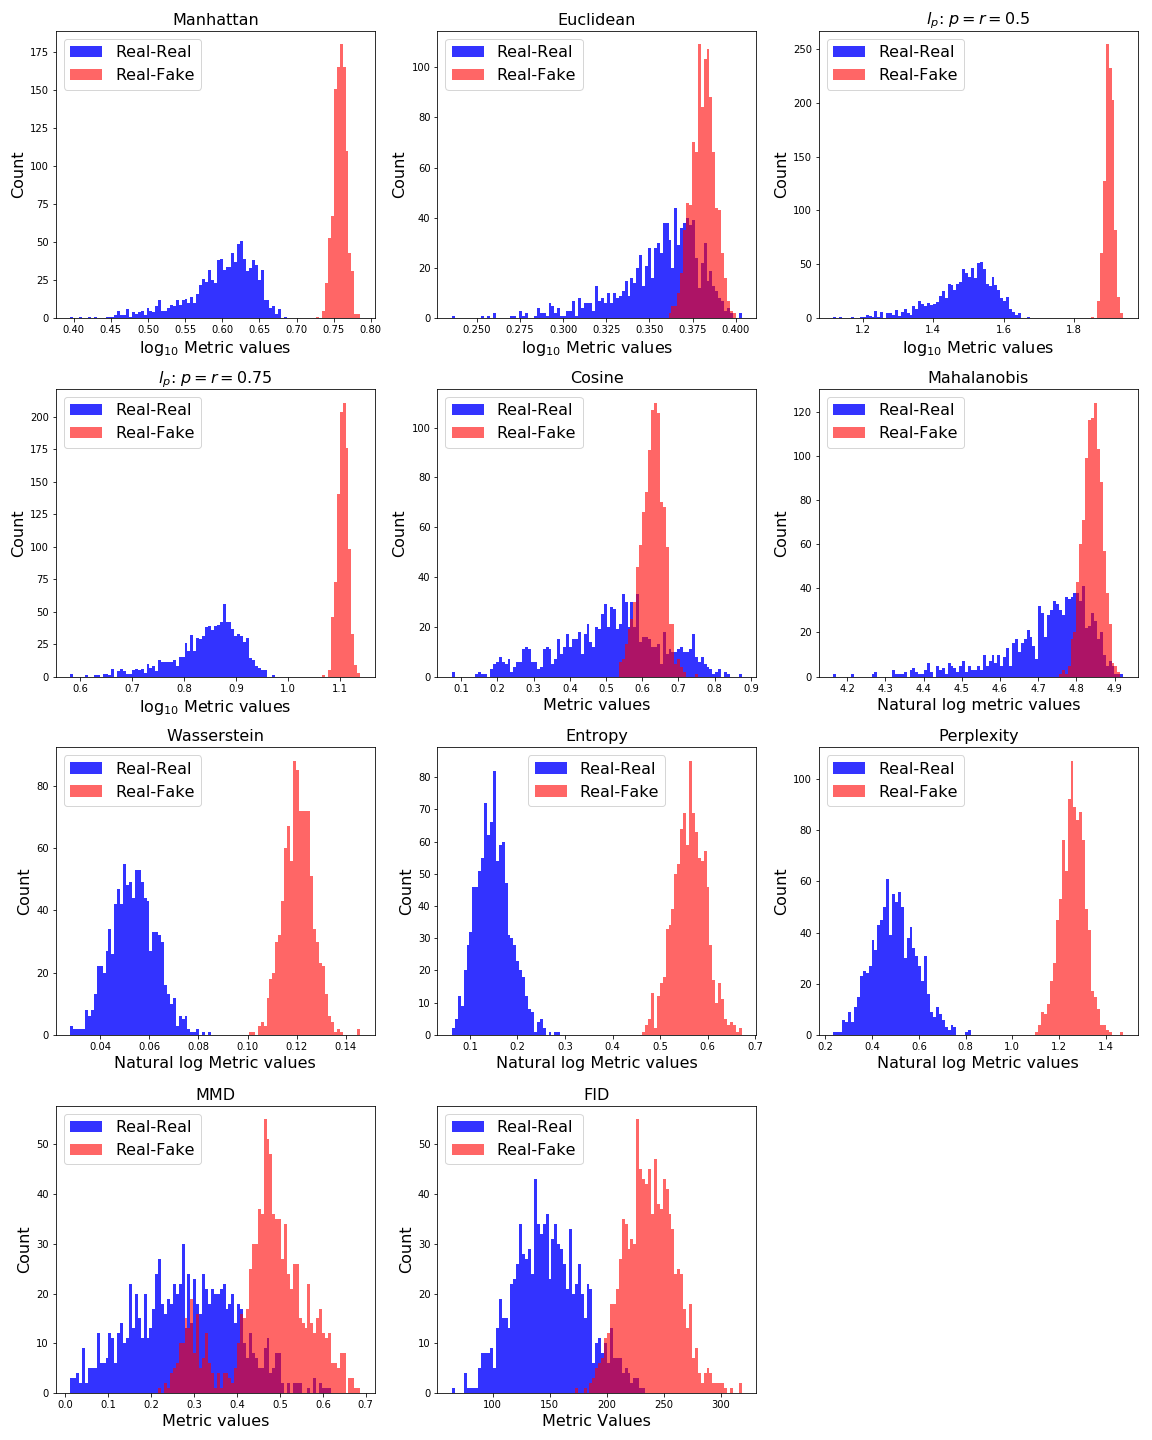 Manhattan
Real-Real
Real-Fake
Count
175
150
125
100
75
50
25
0
0.40 0.45 0.50 0.55 0.60 0.65 0.70 0.75 0.80
log10 Metric values
Euclidean
Real-Real
Real-Fake
Count
100
80
60
40
20
0
0.250 0.275 0.300 0.325 0.350 0.375 0.400
log10 Metric values
lp: p = r = 0.5
Real-Real
Real-Fake
Count
250
200
150
100
50
0
1.2 1.4 1.6 1.8
log10 Metric values
lp: p = r = 0.75
Real-Real
Real-Fake
Count
200
175
150
125
100
75
50
25
0
0.6 0.7 0.8 0.9 1.0 1.1
log10 Metric values
Cosine
Real-Real
Real-Fake
Count
100
80
60
40
20
0
0.1 0.2 0.3 0.4 0.5 0.6 0.7 0.8 0.9
Metric values
Mahalanobis
Real-Real
Real-Fake
Count
120
100
80
60
40
20
0
4.2 4.3 4.4 4.5 4.6 4.7 4.8 4.9
Natural log metric values
Wasserstein
Real-Real
Real-Fake
Count
80
60
40
20
0
0.04 0.06 0.08 0.10 0.12 0.14
Natural log Metric values
Entropy
Real-Real
Real-Fake
Count
80
70
60
50
40
30
20
10
0
0.1 0.2 0.3 0.4 0.5 0.6 0.7
Natural log Metric values
Perplexity
Real-Real
Real-Fake
Count
100
80
60
40
20
0
0.2 0.4 0.6 0.8 1.0 1.2 1.4
Natural log Metric values
MMD
Real-Real
Real-Fake
Count
50
40
30
20
10
0
0.0 0.1 0.2 0.3 0.4 0.5 0.6 0.7
Metric values
FID
Real-Real
Real-Fake
Count
50
40
30
20
10
0
100 150 200 250 300
Metric Values